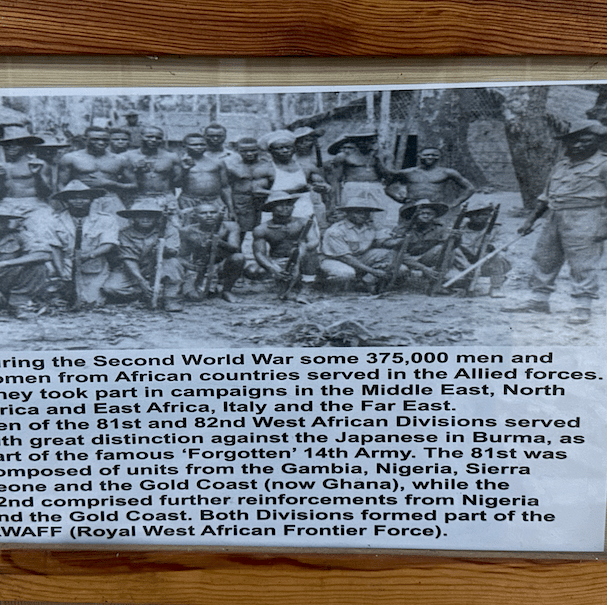 uring the Second World War some 375,000 men and
omen from African countries served in the Allied forces.
hey took part in campaigns in the Middle East, North
rica and East Africa, Italy and the Far East.
en of the 81st and 82nd West African Divisions served
ith great distinction against the Japanese in Burma, as
art of the famous ‘Forgotten’ 14th Army. The 81st was
omposed of units from the Gambia, Nigeria, Sierra
eone and the Gold Coast (now Ghana), while the
2nd comprised further reinforcements from Nigeria
nd the Gold Coast. Both Divisions formed part of the
WAFF (Royal West African Frontier Force).